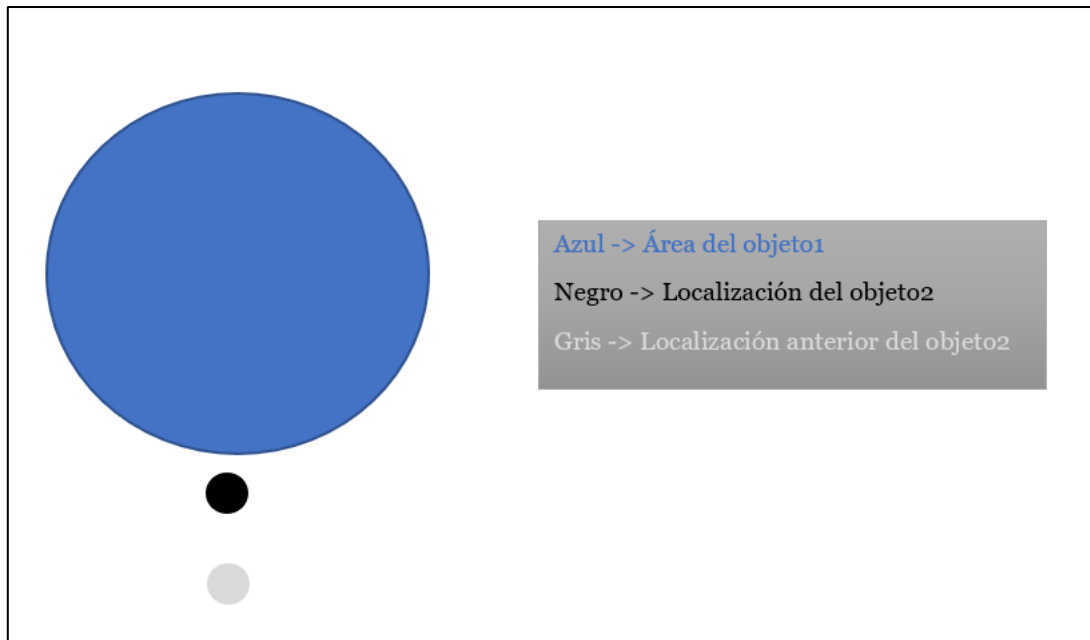 Azul -> Área del objeto1
Negro -> Localización del objeto2
Gris -> Localización anterior del objeto2